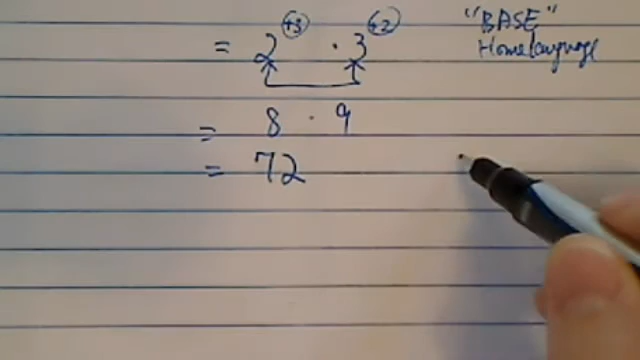 = 2⁺³ · 3⁺²
"BASE"
Home language
= 8 · 9
= 72